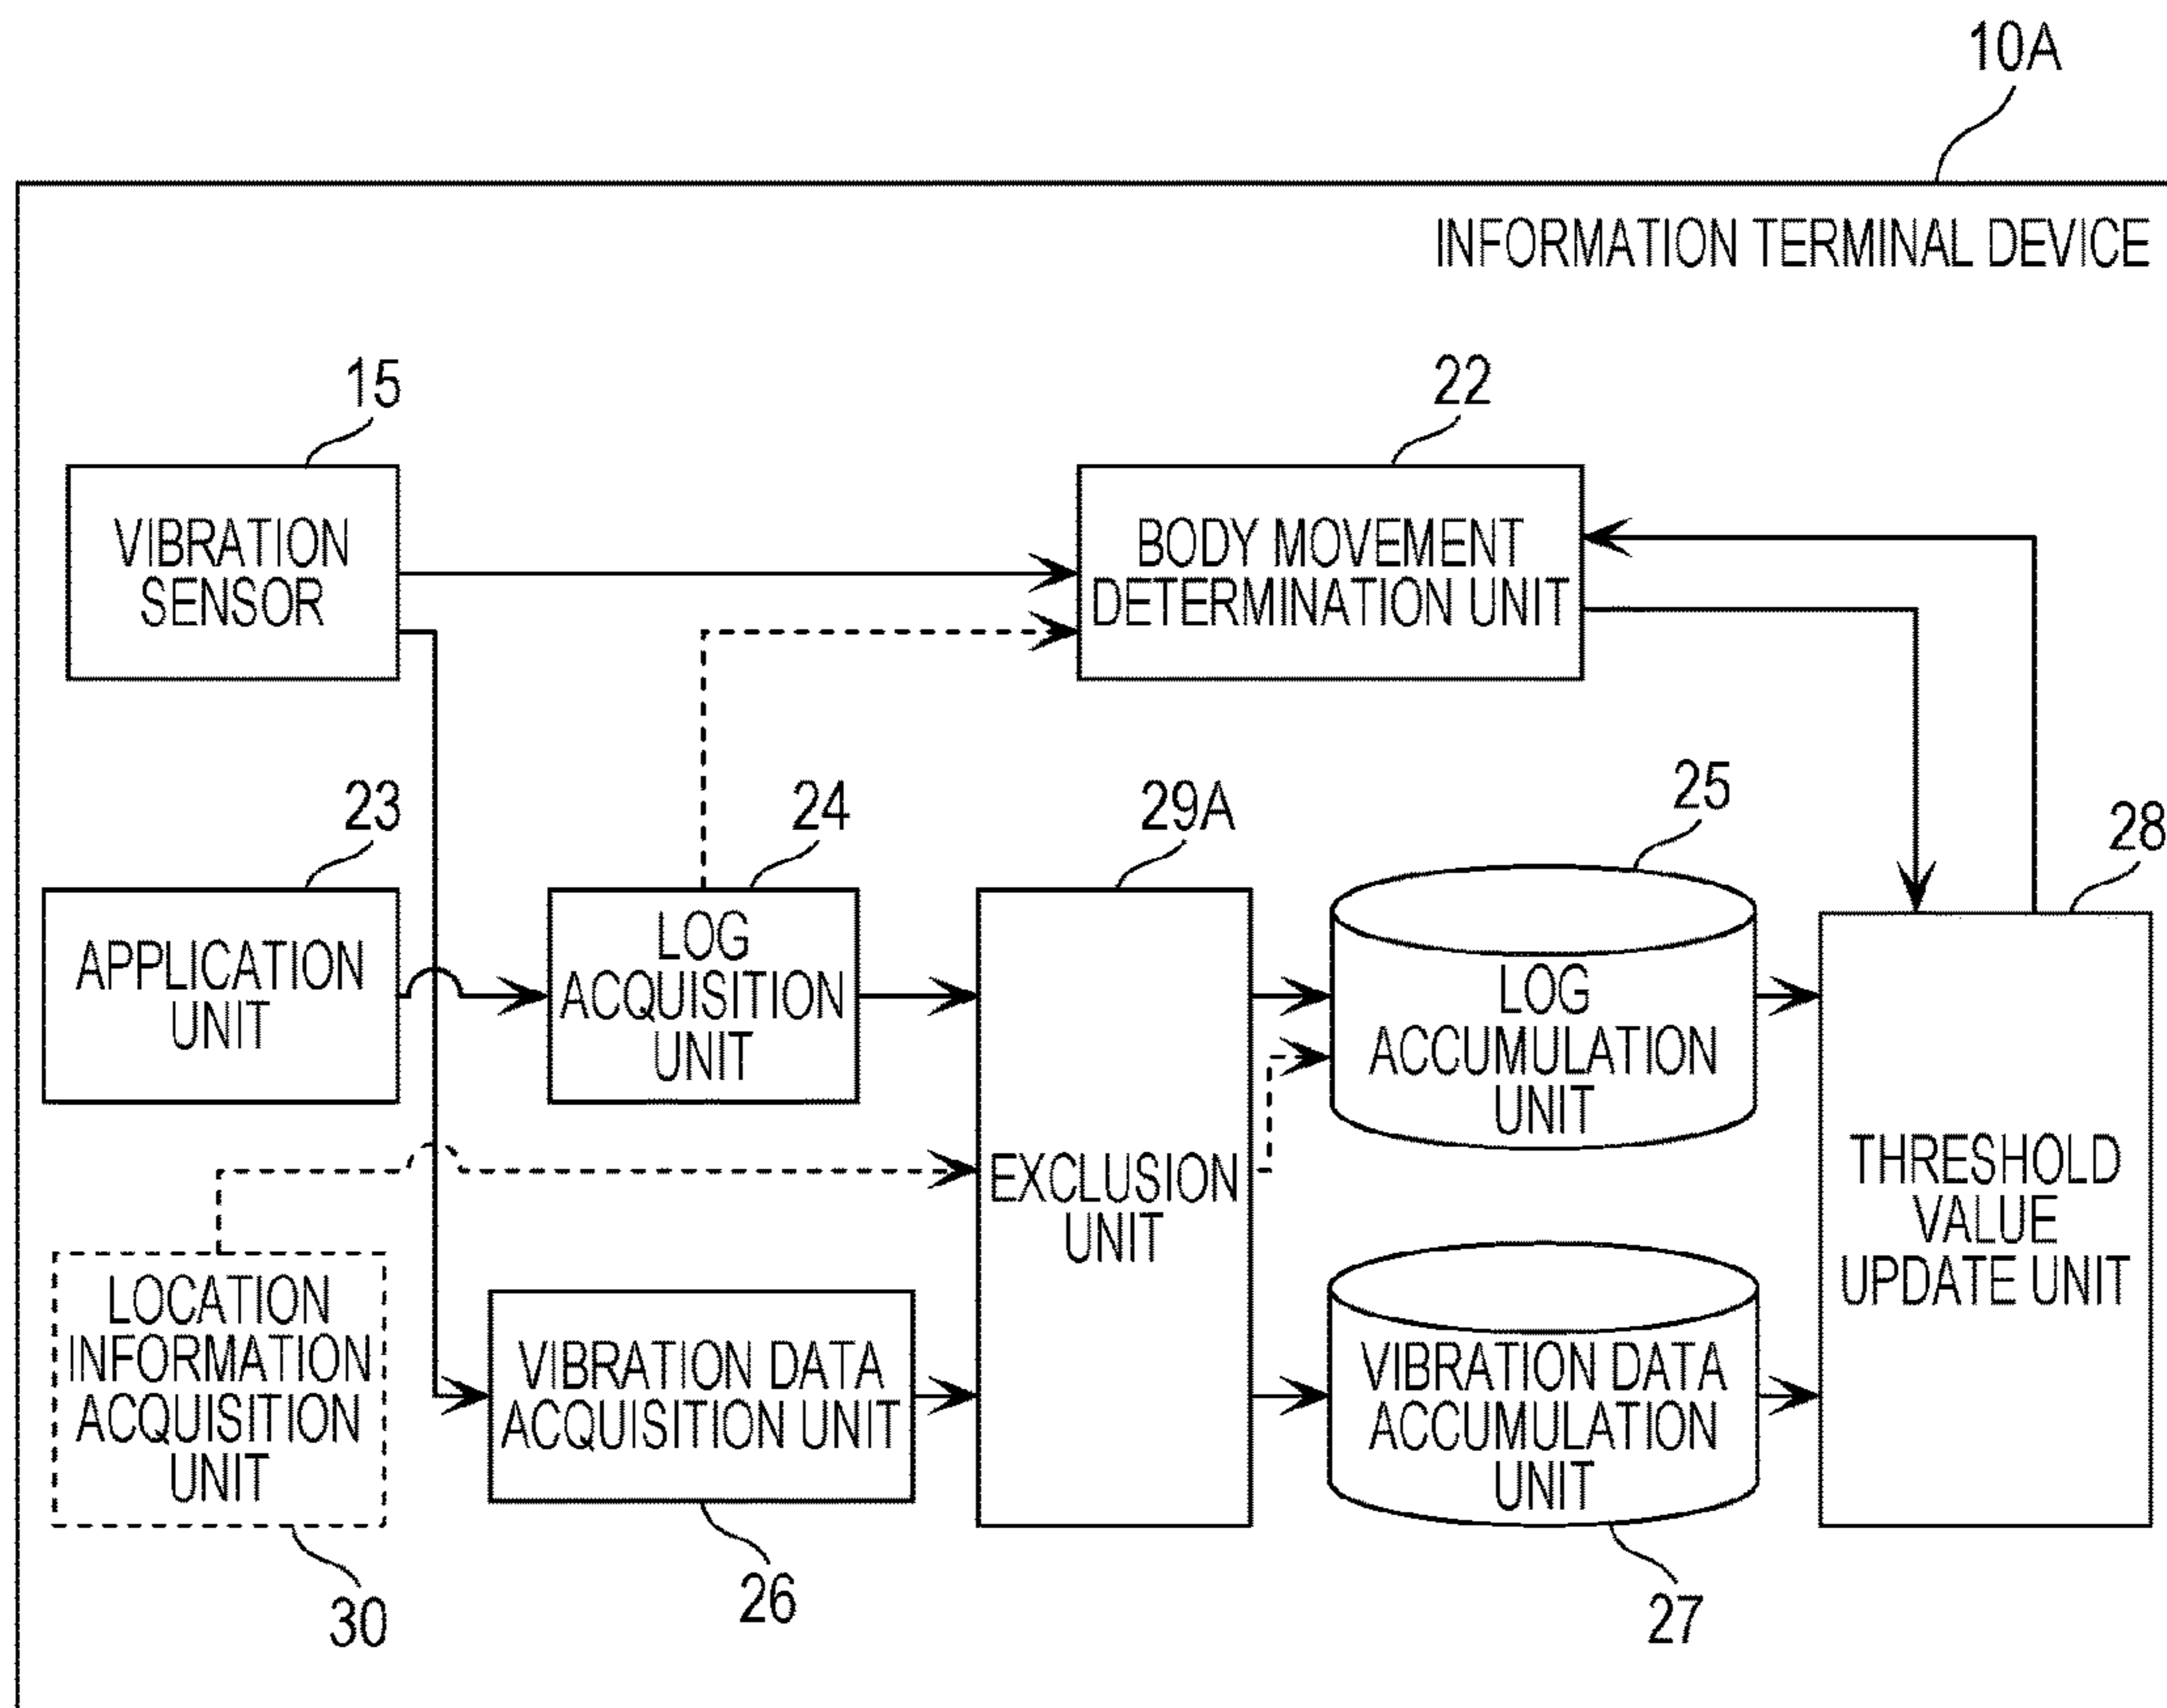 10A
INFORMATION TERMINAL DEVICE
15
22
VIBRATION
SENSOR
BODY MOVEMENT
DETERMINATION UNIT
23
24
29A
25
28
APPLICATION
UNIT
LOG
ACQUISITION
UNIT
EXCLUSION
UNIT
LOG
ACCUMULATION
UNIT
THRESHOLD
VALUE
UPDATE UNIT
LOCATION
INFORMATION
ACQUISITION
UNIT
VIBRATION DATA
ACQUISITION UNIT
VIBRATION DATA
ACCUMULATION
UNIT
30
26
27